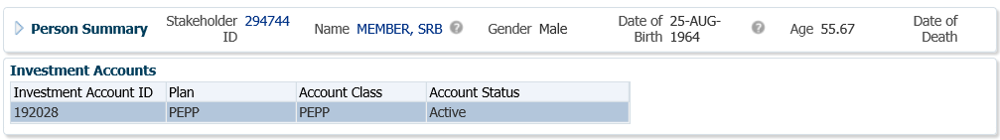 Person Summary Stakeholder ID 294744 Name MEMBER, SRB ? Gender Male Date of Birth 25-AUG-1964 ? Age 55.67 Date of Death
Investment Accounts
Investment Account ID Plan Account Class Account Status
192028 PEPP PEPP Active